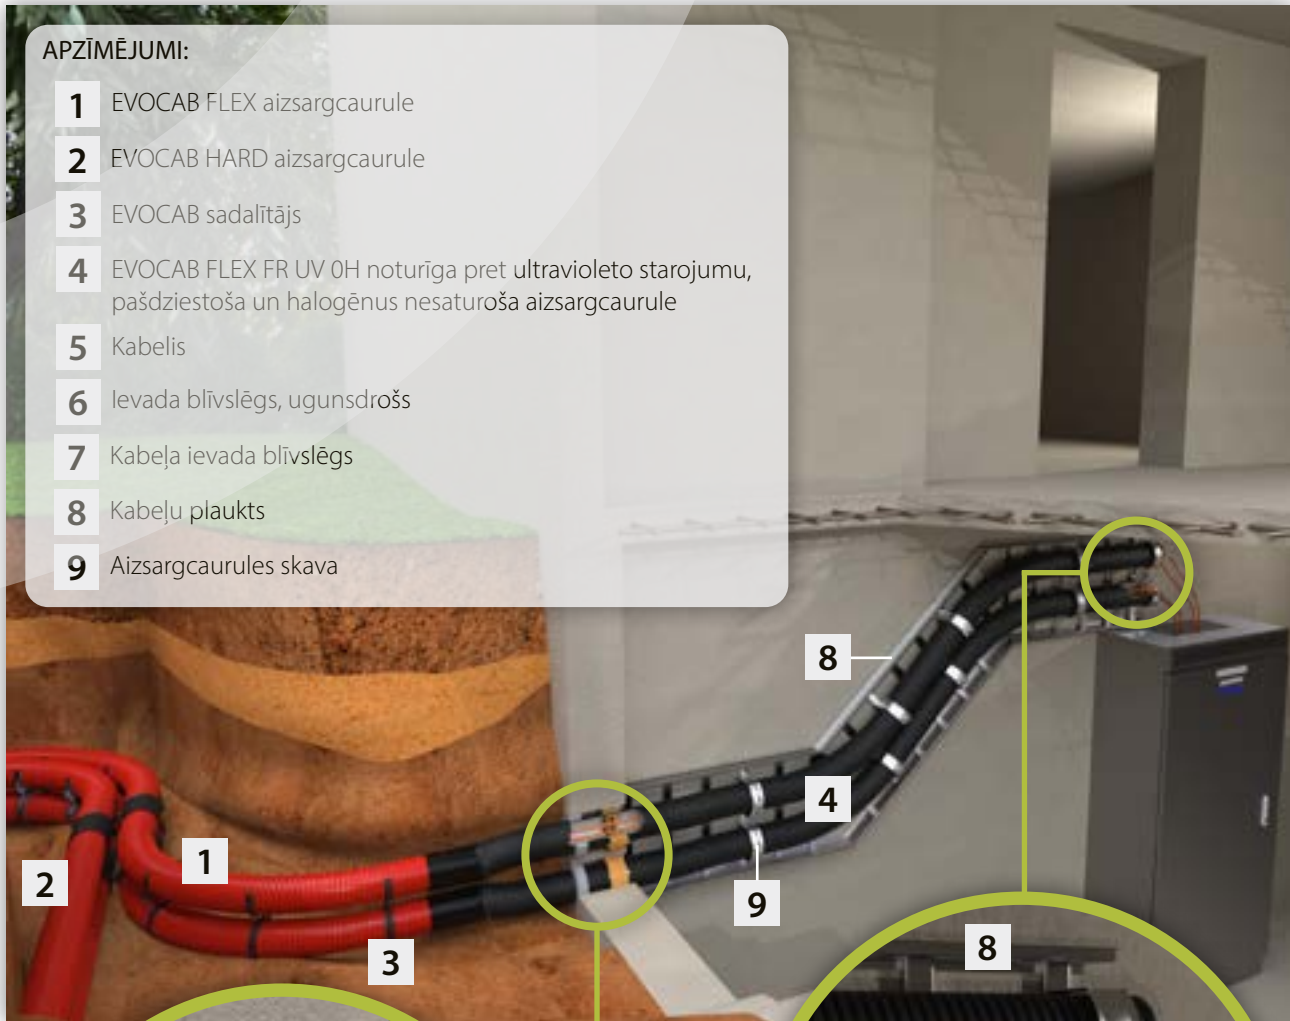 APZĪMĒJUMI:
1 EVOCAB FLEX aizsargcaurule
2 EVOCAB HARD aizsargcaurule
3 EVOCAB sadalītājs
4 EVOCAB FLEX FR UV 0H noturīga pret ultravioleto starojumu,
pašdziestoša un halogēnus nesaturoša aizsargcaurule
5 Kabelis
6 Ievada blīvslēgs, ugunsdrošs
7 Kabeļa ievada blīvslēgs
8 Kabeļu plaukts
9 Aizsargcaurules skava
8
4
1
2
9
3
8